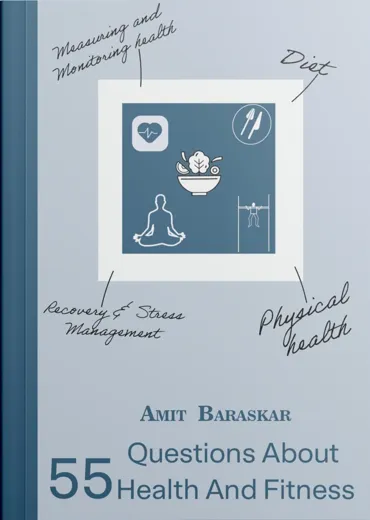 Measuring and
Monitoring health
Diet
Recovery & Stress
Management
Physical
health
AMIT BARASKAR
55 Questions About
Health And Fitness